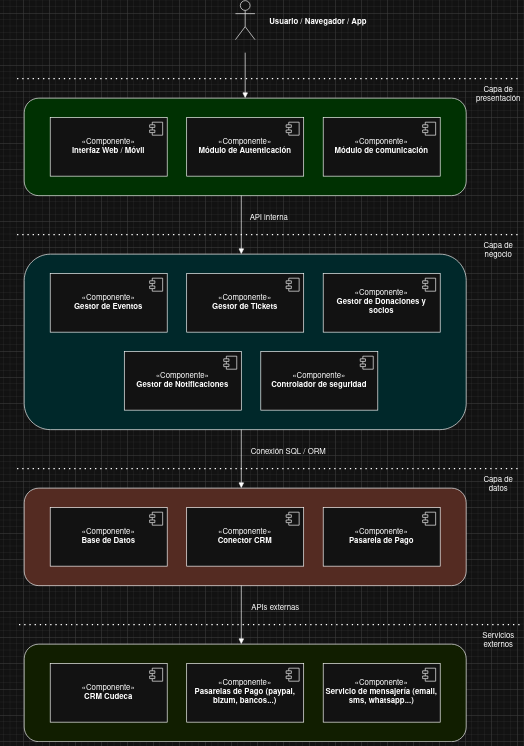 Usuario / Navegador / App
Capa de
presentación
«Componente»
Interfaz Web / Móvil
«Componente»
Módulo de Autenticación
«Componente»
Módulo de comunicación
API interna
Capa de
negocio
«Componente»
Gestor de Eventos
«Componente»
Gestor de Tickets
«Componente»
Gestor de Donaciones y
socios
«Componente»
Gestor de Notificaciones
«Componente»
Controlador de seguridad
Conexión SQL / ORM
Capa de
datos
«Componente»
Base de Datos
«Componente»
Conector CRM
«Componente»
Pasarela de Pago
APIs externas
Servicios
externos
«Componente»
CRM Cudeca
«Componente»
Pasarelas de Pago (paypal,
bizum, bancos...)
«Componente»
Servicio de mensajería (email,
sms, whatsapp...)